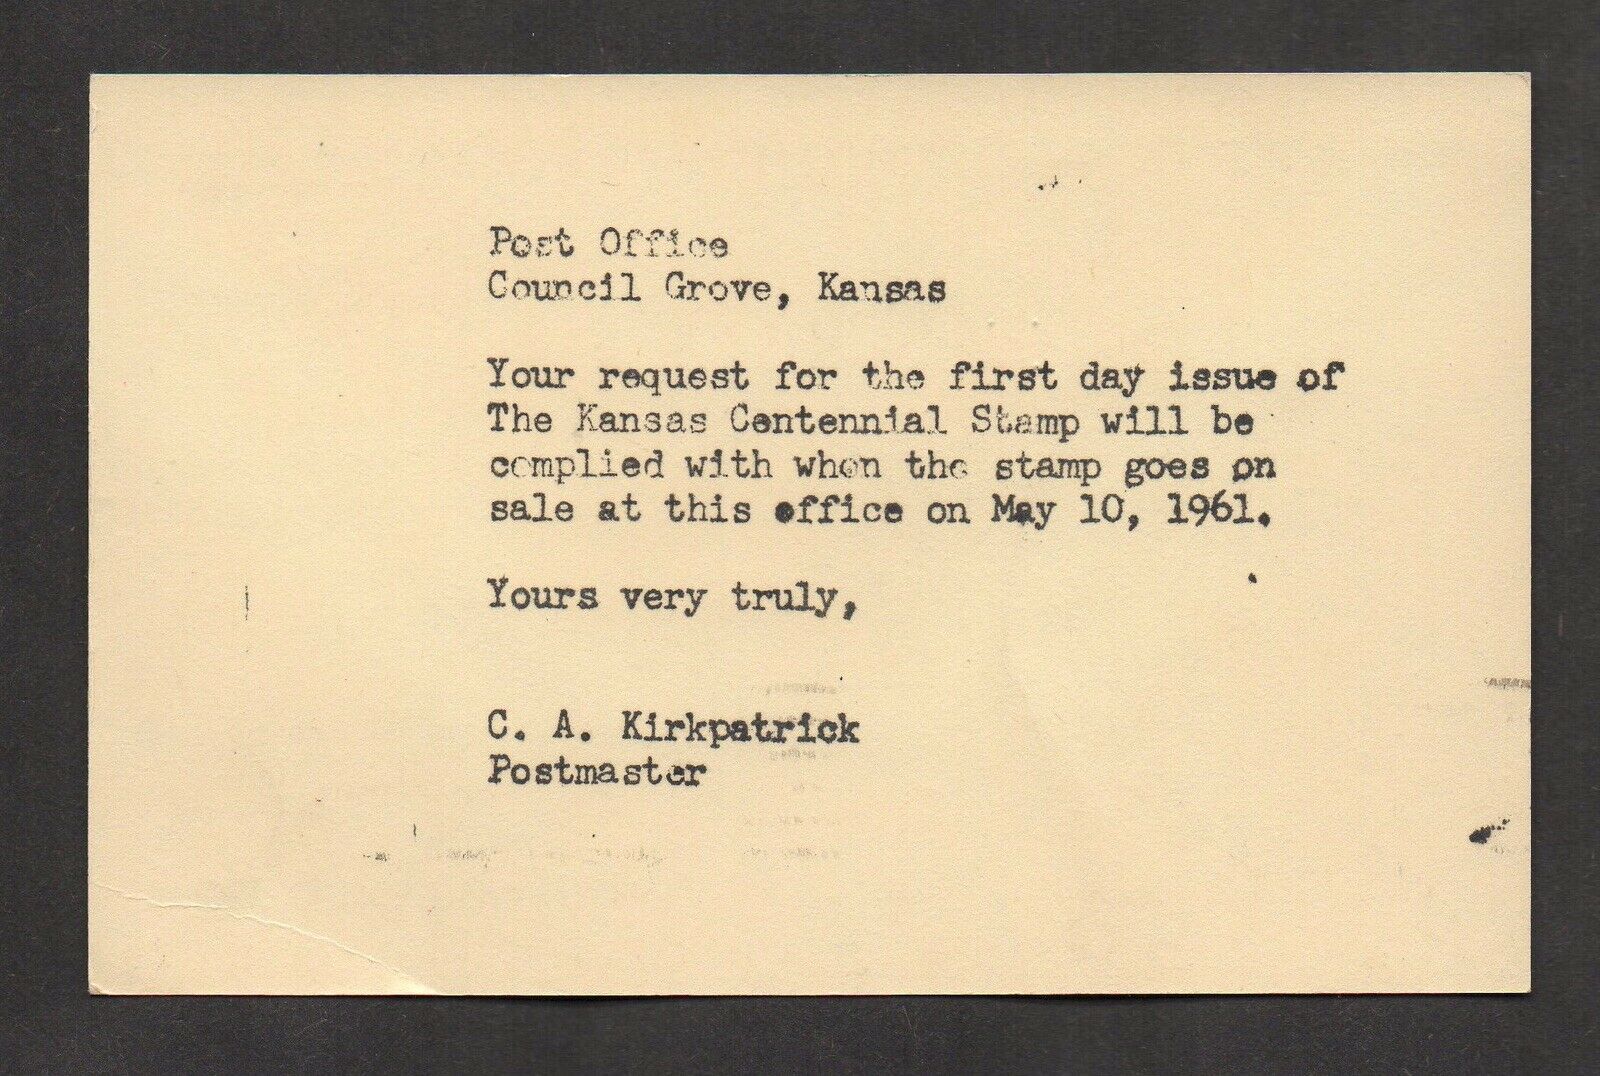 Post Office
Council Grove, Kansas
Your request for the first day issue of
The Kansas Centennial Stamp will be
complied with when the stamp goes on
sale at this office on May 10, 1961.
Yours very truly,
C. A. Kirkpatrick
Postmaster